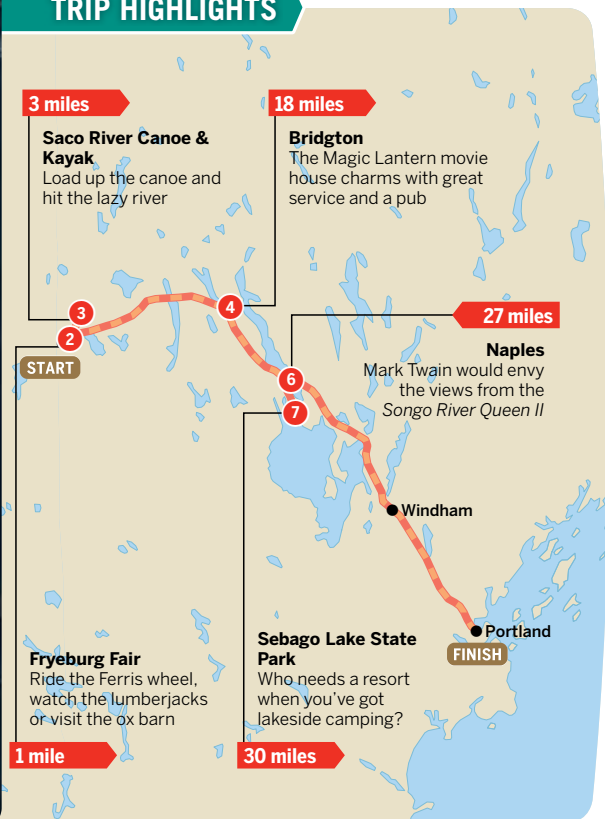 TRIP HIGHLIGHTS
3 miles
Saco River Canoe &
Kayak
Load up the canoe and
hit the lazy river
18 miles
Bridgton
The Magic Lantern movie
house charms with great
service and a pub
3
2
START
4
27 miles
Naples
Mark Twain would envy
the views from the
Songo River Queen II
6
7
Windham
Portland
FINISH
Fryeburg Fair
Ride the Ferris wheel,
watch the lumberjacks
or visit the ox barn
1 mile
Sebago Lake State
Park
Who needs a resort
when you’ve got
lakeside camping?
30 miles